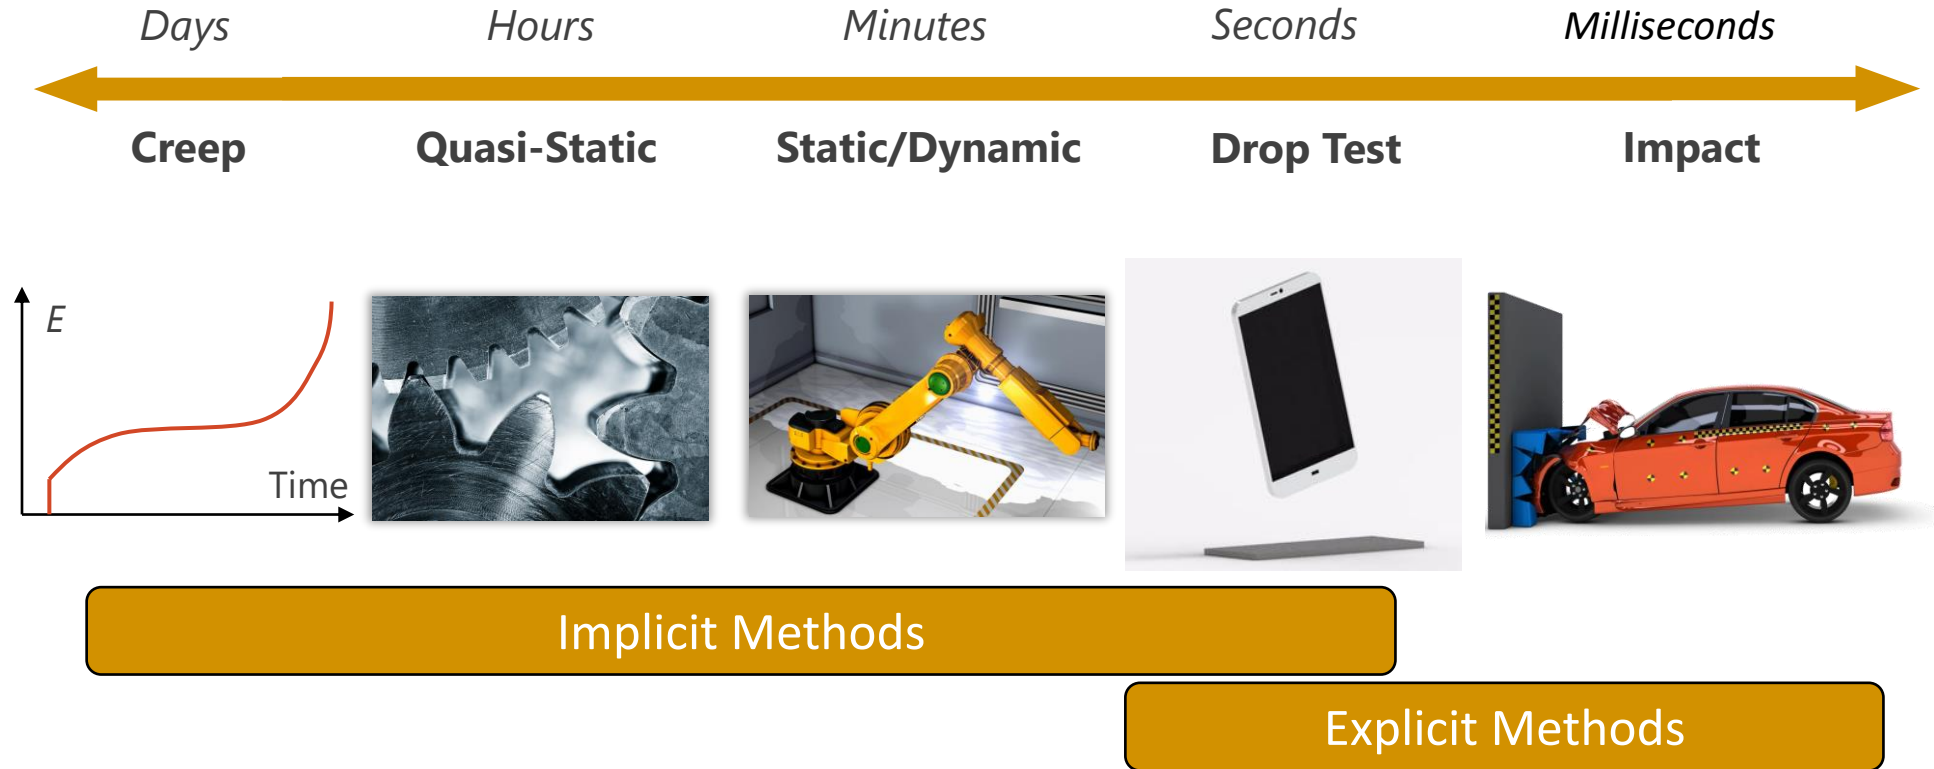 Days Hours Minutes Seconds Milliseconds
Creep Quasi-Static Static/Dynamic Drop Test Impact
E
Time
Implicit Methods
Explicit Methods